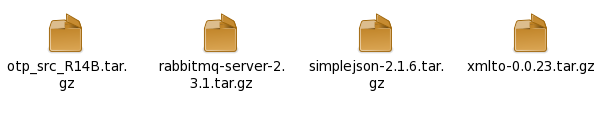 otp_src_R14B.tar.
gz
rabbitmq-server-2.
3.1.tar.gz
simplejson-2.1.6.tar.
gz
xmlto-0.0.23.tar.gz